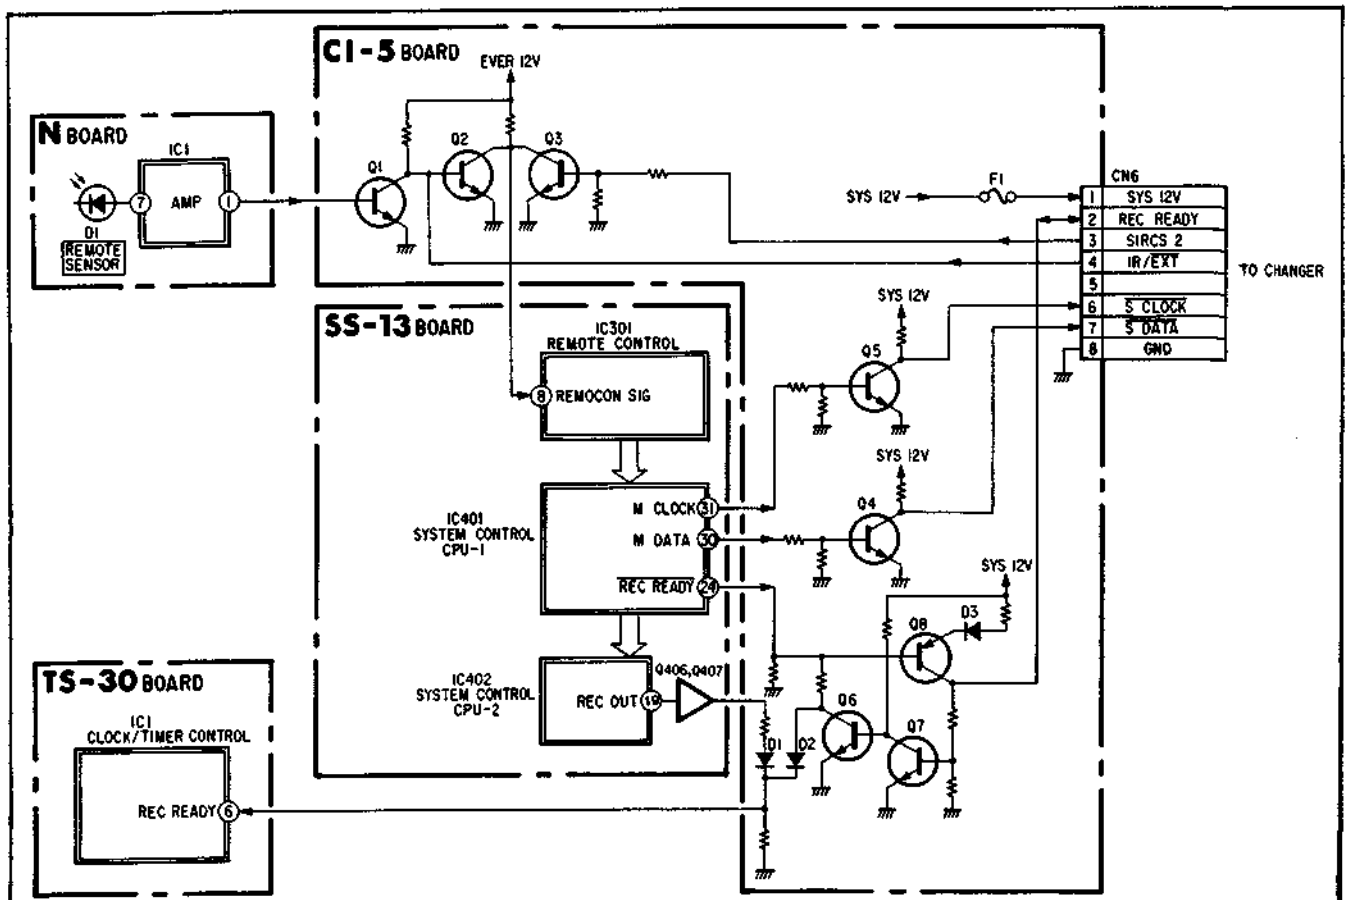 CI-5 BOARD
EVER 12V
N BOARD
IC1
Q1
Q2
Q3
7
AMP
1
D1
REMOTE
SENSOR
SYS 12V
F1
CN6
1 SYS 12V
2 REC READY
3 SIRCS 2
4 IR/EXT
5
6 S CLOCK
7 S DATA
8 GND
TO CHANGER
SS-13 BOARD
IC301
REMOTE CONTROL
8 REMOCON SIG
SYS 12V
Q5
IC401
SYSTEM CONTROL
CPU-1
M CLOCK 31
M DATA 30
REC READY 24
SYS 12V
Q4
SYS 12V
D3
Q8
IC402
SYSTEM CONTROL
CPU-2
REC OUT 19
Q406,Q407
D1
D2
Q6
Q7
TS-30 BOARD
IC1
CLOCK/TIMER CONTROL
REC READY 6